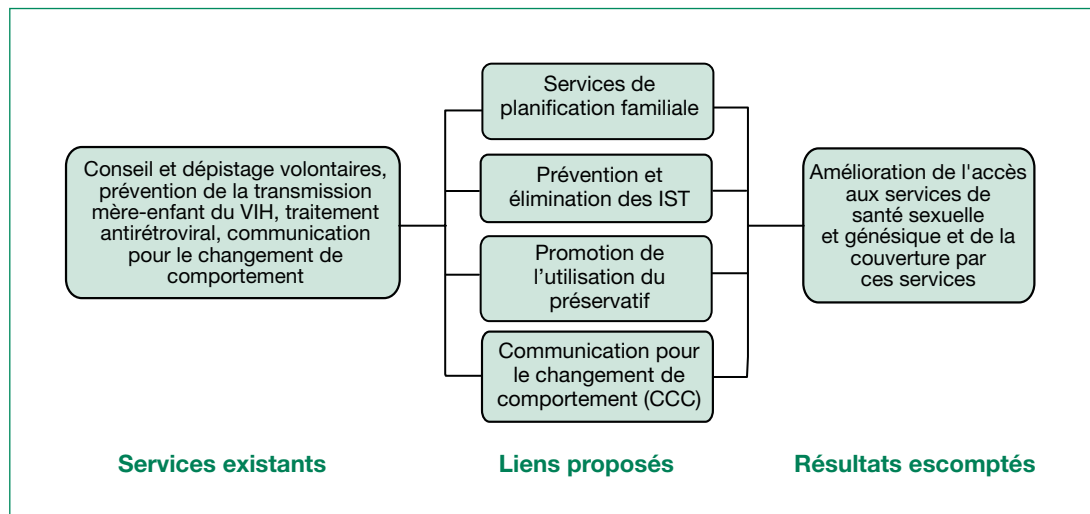 Conseil et dépistage volontaires,
prévention de la transmission
mère-enfant du VIH, traitement
antirétroviral, communication
pour le changement de
comportement
Services de
planification familiale
Prévention et
élimination des IST
Promotion de
l’utilisation du
préservatif
Communication pour
le changement de
comportement (CCC)
Amélioration de l'accès
aux services de
santé sexuelle
et génésique et de la
couverture par
ces services
Services existants
Liens proposés
Résultats escomptés